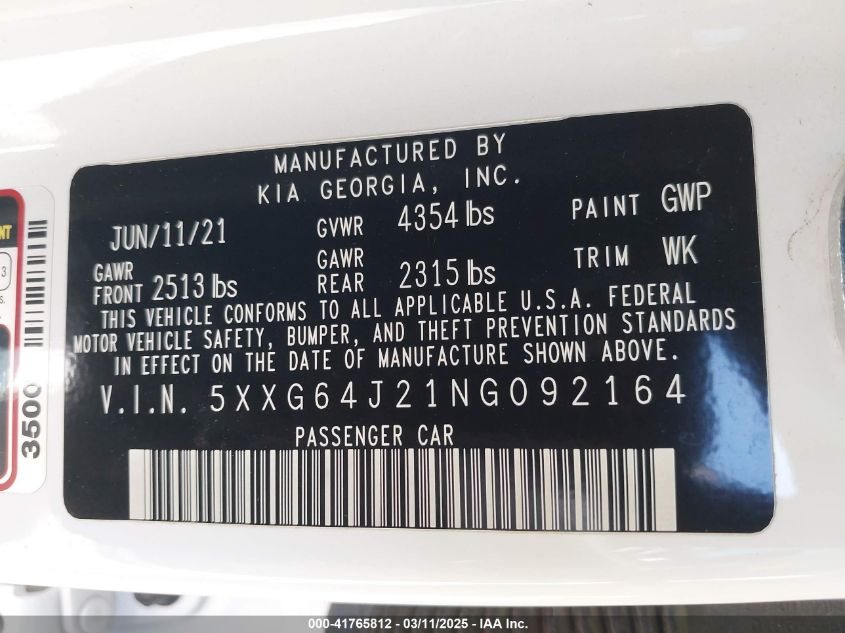 MANUFACTURED BY
KIA GEORGIA, INC.
JUN/11/21 GVWR 4354 lbs PAINT GWP
GAWR FRONT 2513 lbs GAWR REAR 2315 lbs TRIM WK
THIS VEHICLE CONFORMS TO ALL APPLICABLE U.S.A. FEDERAL
MOTOR VEHICLE SAFETY, BUMPER, AND THEFT PREVENTION STANDARDS
IN EFFECT ON THE DATE OF MANUFACTURE SHOWN ABOVE.
V.I.N. 5XXG64J21NG092164
PASSENGER CAR
3500
NT
3
S.
000-41765812 - 03/11/2025 - IAA Inc.